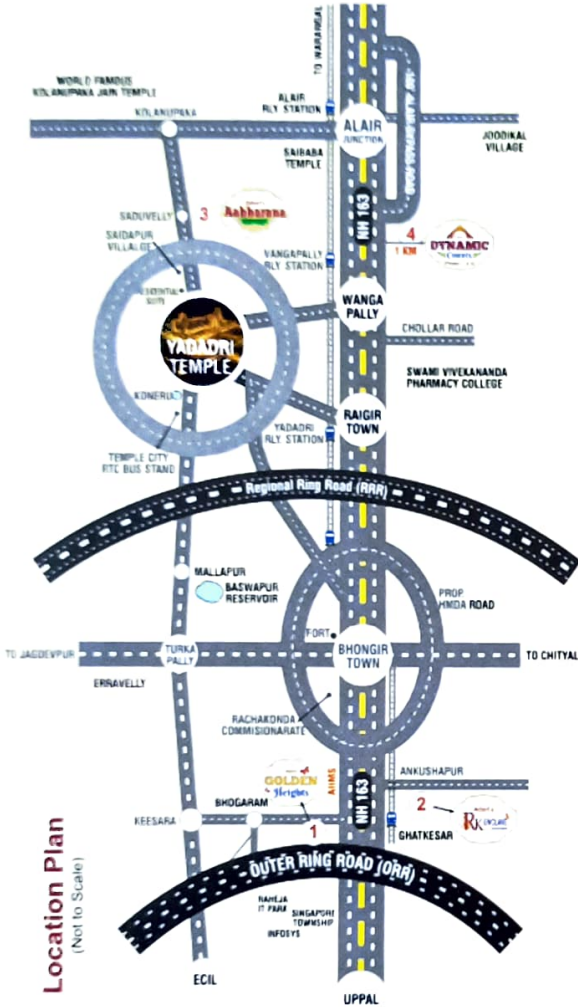 TO WARANGAL
WORLD FAMOUS
KOLANUPAKA JAIN TEMPLE
KOLANUPAKA
ALAIR
RLY STATION
ALAIR
JUNCTION
JOODIKAL
VILLAGE
SAIBABA
TEMPLE
NH 163
SADUVELLY
3
Aabharana
SAIDAPUR
VILLALGE
VANGAPALLY
RLY STATION
4
1 KM
DYNAMIC
WANGA
PALLY
CHOLLAR ROAD
YADADRI
TEMPLE
SWAMI VIVEKANANDA
PHARMACY COLLEGE
KONERU
RAIGIR
TOWN
YADADRI
RLY STATION
TEMPLE CITY
RTC BUS STAND
Regional Ring Road (RRR)
MALLAPUR
BASWAPUR
RESERVOIR
PROP
HMDA ROAD
FORT
TO JAGDEVPUR
TURKA
PALLY
BHONGIR
TOWN
TO CHITYAL
ERRAVELLY
RACHAKONDA
COMMISIONARATE
GOLDEN
Heights
AIIMS
NH 163
ANKUSHAPUR
BHOGARAM
KEESARA
1
2
RK
GHATKESAR
OUTER RING ROAD (ORR)
RAHEJA
IT PARK
SINGAPORE
TOWNSHIP
INFOSYS
Location Plan
(Not to Scale)
ECIL
UPPAL